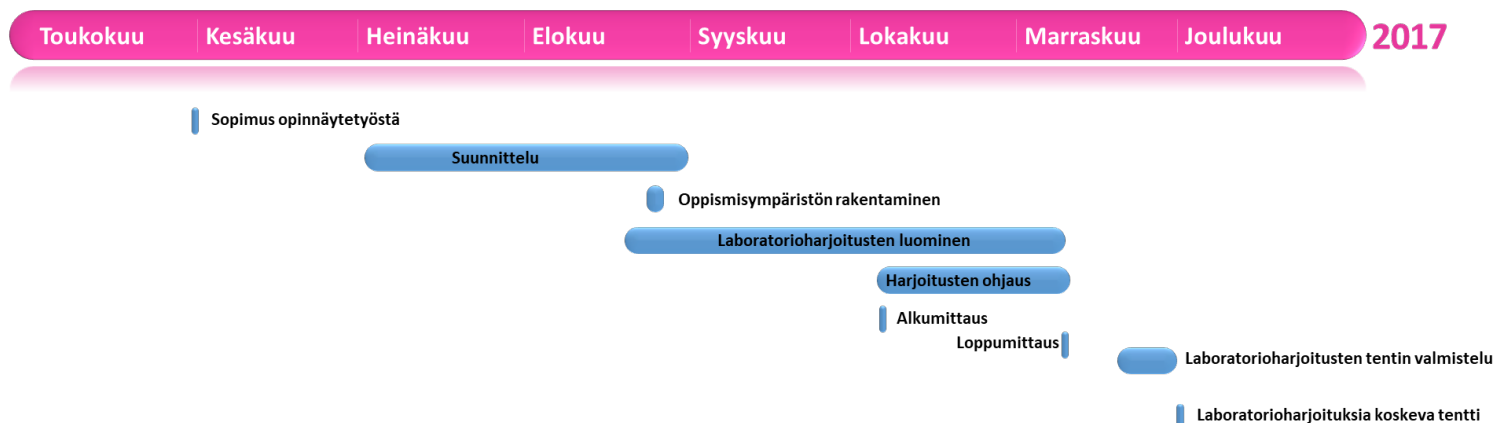 Toukokuu Kesäkuu Heinäkuu Elokuu Syyskuu Lokakuu Marraskuu Joulukuu 2017
Sopimus opinnäytetyöstä
Suunnittelu
Oppismisympäristön rakentaminen
Laboratorioharjoitusten luominen
Harjoitusten ohjaus
Alkumittaus
Loppumittaus
Laboratorioharjoitusten tentin valmistelu
Laboratorioharjoituksia koskeva tentti